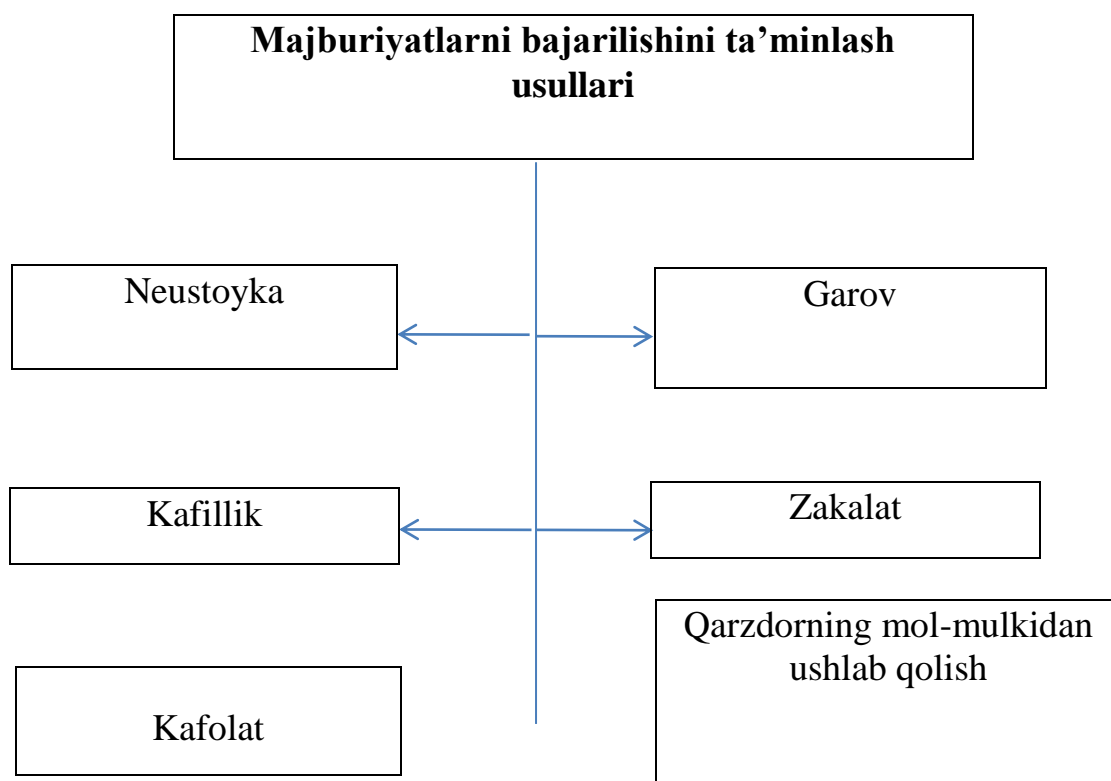 Majburiyatlarni bajarilishini ta’minlash
usullari
Neustoyka
Garov
Kafillik
Zakalat
Qarzdorning mol-mulkidan
ushlab qolish
Kafolat